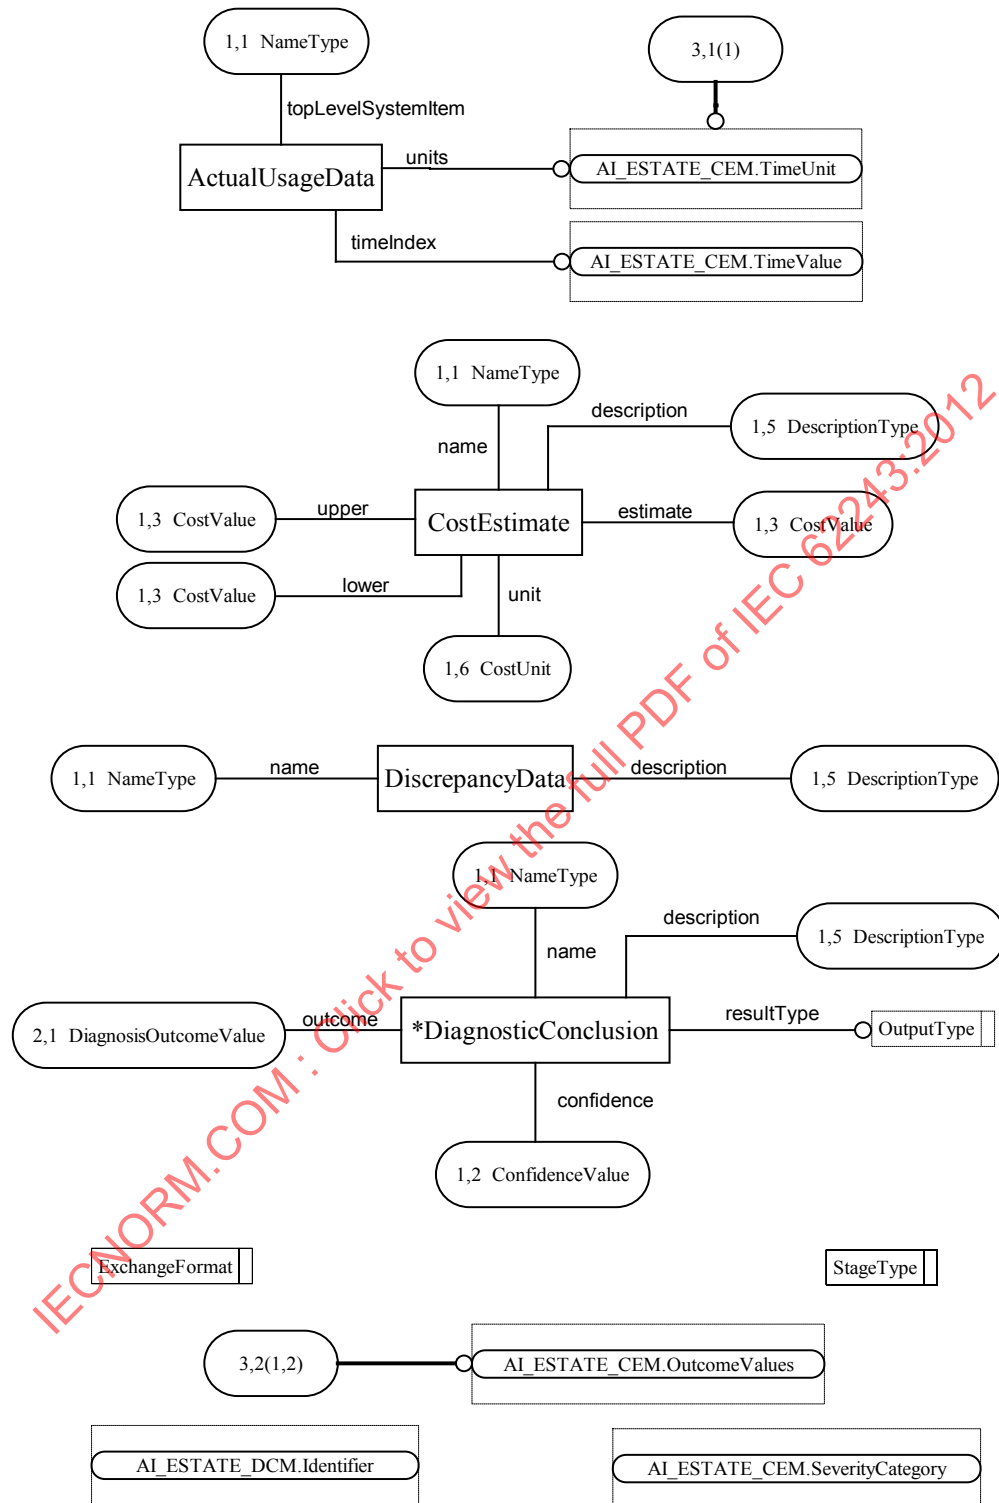 1,1 NameType
3,1(1)
topLevelSystemItem
ActualUsageData
units
AI_ESTATE_CEM.TimeUnit
timeIndex
AI_ESTATE_CEM.TimeValue
1,1 NameType
description
1,5 DescriptionType
name
1,3 CostValue
upper
CostEstimate
estimate
1,3 CostValue
1,3 CostValue
lower
unit
1,6 CostUnit
1,1 NameType
name
DiscrepancyData
description
1,5 DescriptionType
1,1 NameType
description
1,5 DescriptionType
name
2,1 DiagnosisOutcomeValue
outcome
*DiagnosticConclusion
resultType
OutputType
confidence
1,2 ConfidenceValue
ExchangeFormat
StageType
3,2(1,2)
AI_ESTATE_CEM.OutcomeValues
AI_ESTATE_DCM.Identifier
AI_ESTATE_CEM.SeverityCategory
IECNORM.COM : Click to view the full PDF of IEC 62243:2012